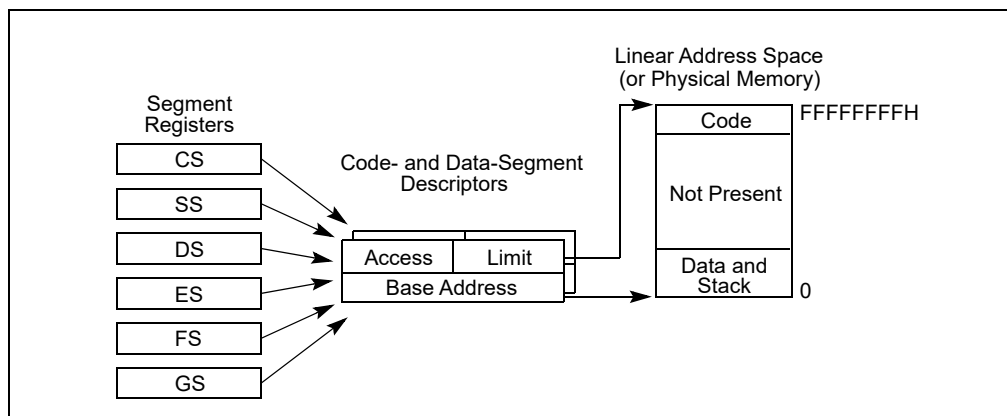 Linear Address Space
(or Physical Memory)
Segment
Registers
FFFFFFFFH
Code
CS
Code- and Data-Segment
Descriptors
SS
Not Present
DS
Access
Limit
Data and
Stack
ES
Base Address
0
FS
GS